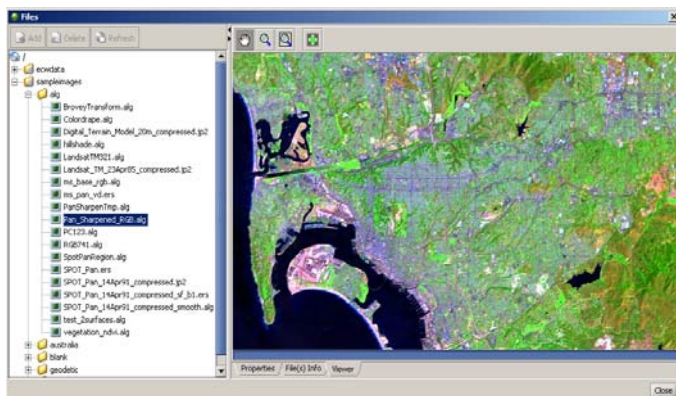 Files
Add Delete Refresh
/
ecwdata
sampleimages
alg
BroveyTransform.alg
Colordrape.alg
Digital_Terrain_Model_20m_compressed.jp2
hillshade.alg
LandsatTM321.alg
Landsat_TM_23Apr85_compressed.jp2
ms_base_rgb.alg
ms_pan_vd.ers
PanSharpenTmp.alg
Pan_Sharpened_RGB.alg
PC123.alg
RGB741.alg
SpotPanRegion.alg
SPOT_Pan.ers
SPOT_Pan_14Apr91_compressed.jp2
SPOT_Pan_14Apr91_compressed_sf_b1.ers
SPOT_Pan_14Apr91_compressed_smooth.alg
test_2surfaces.alg
vegetation_ndvi.alg
australia
blank
geodetic
Properties File(s) Info Viewer
Close